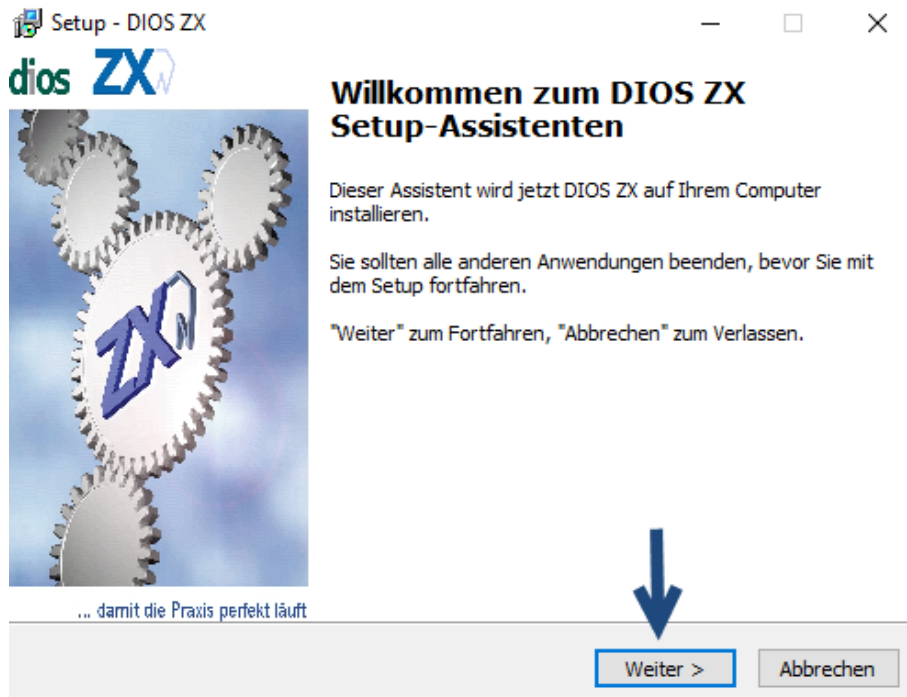 Setup - DIOS ZX
dios ZX
Willkommen zum DIOS ZX
Setup-Assistenten
Dieser Assistent wird jetzt DIOS ZX auf Ihrem Computer
installieren.
Sie sollten alle anderen Anwendungen beenden, bevor Sie mit
dem Setup fortfahren.
"Weiter" zum Fortfahren, "Abbrechen" zum Verlassen.
ZX
... damit die Praxis perfekt läuft
Weiter >
Abbrechen